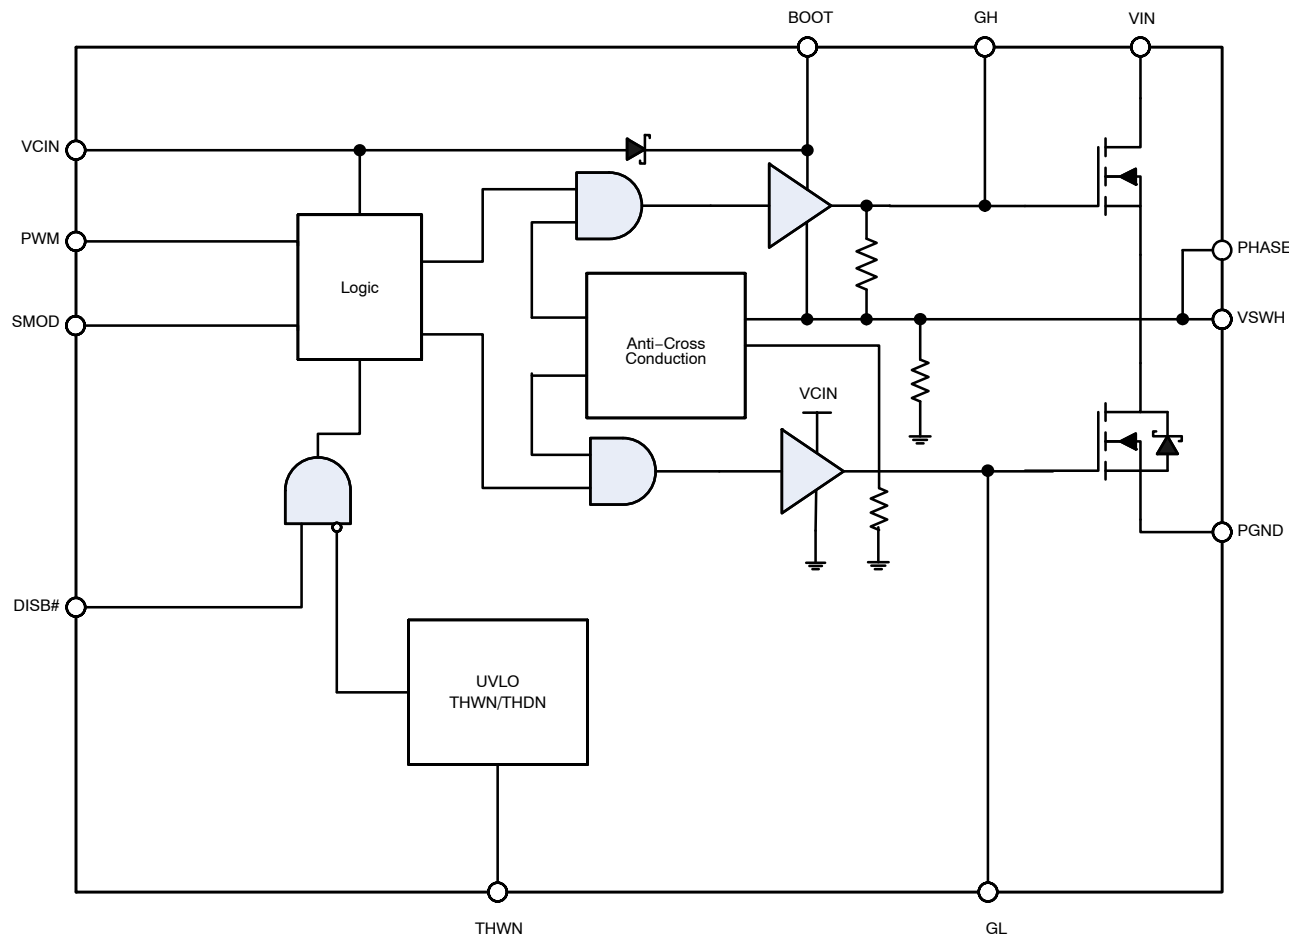 BOOT
GH
VIN
VCIN
PWM
SMOD
Logic
PHASE
VSWH
Anti−Cross
Conduction
VCIN
PGND
DISB#
UVLO
THWN/THDN
THWN
GL